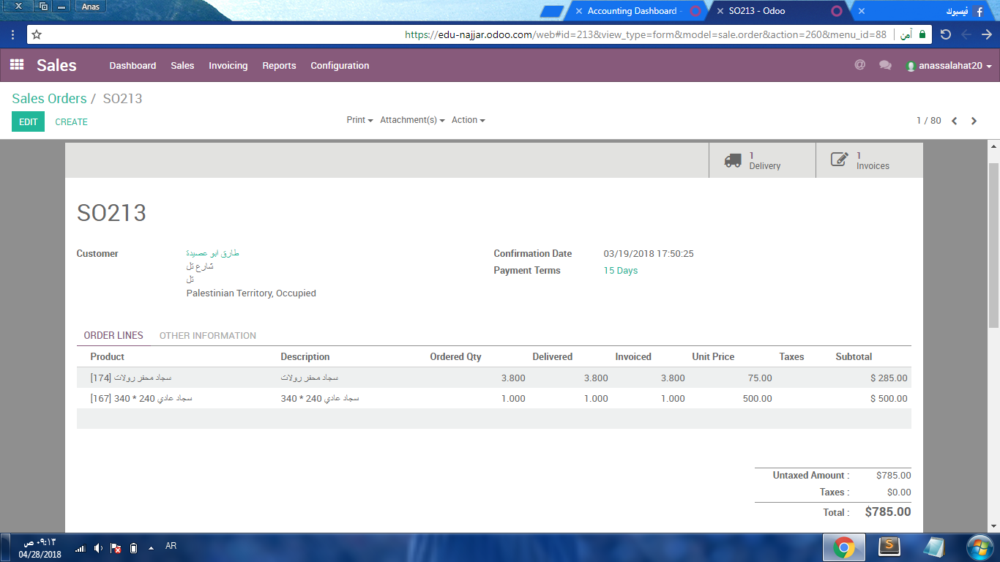 Anas
Accounting Dashboard -
SO213 - Odoo
فيسبوك
https://edu-najjar.odoo.com/web#id=213&view_type=form&model=sale.order&action=260&menu_id=88
آمن
Sales
Dashboard Sales Invoicing Reports Configuration
@ anassalahat20
Sales Orders / SO213
EDIT CREATE
Print Attachment(s) Action
1 / 80
1 Delivery
1 Invoices
SO213
Customer
طارق ابو عصيدة
شارع تل
تل
Palestinian Territory, Occupied
Confirmation Date 03/19/2018 17:50:25
Payment Terms 15 Days
ORDER LINES OTHER INFORMATION
Product Description Ordered Qty Delivered Invoiced Unit Price Taxes Subtotal
[174] سجاد محفر رولات سجاد محفر رولات 3.800 3.800 3.800 75.00 $ 285.00
[167] سجاد عادي 240 * 340 سجاد عادي 240 * 340 1.000 1.000 1.000 500.00 $ 500.00
Untaxed Amount : $785.00
Taxes : $0.00
Total : $785.00
٠٩:١٣ ص
04/28/2018
AR